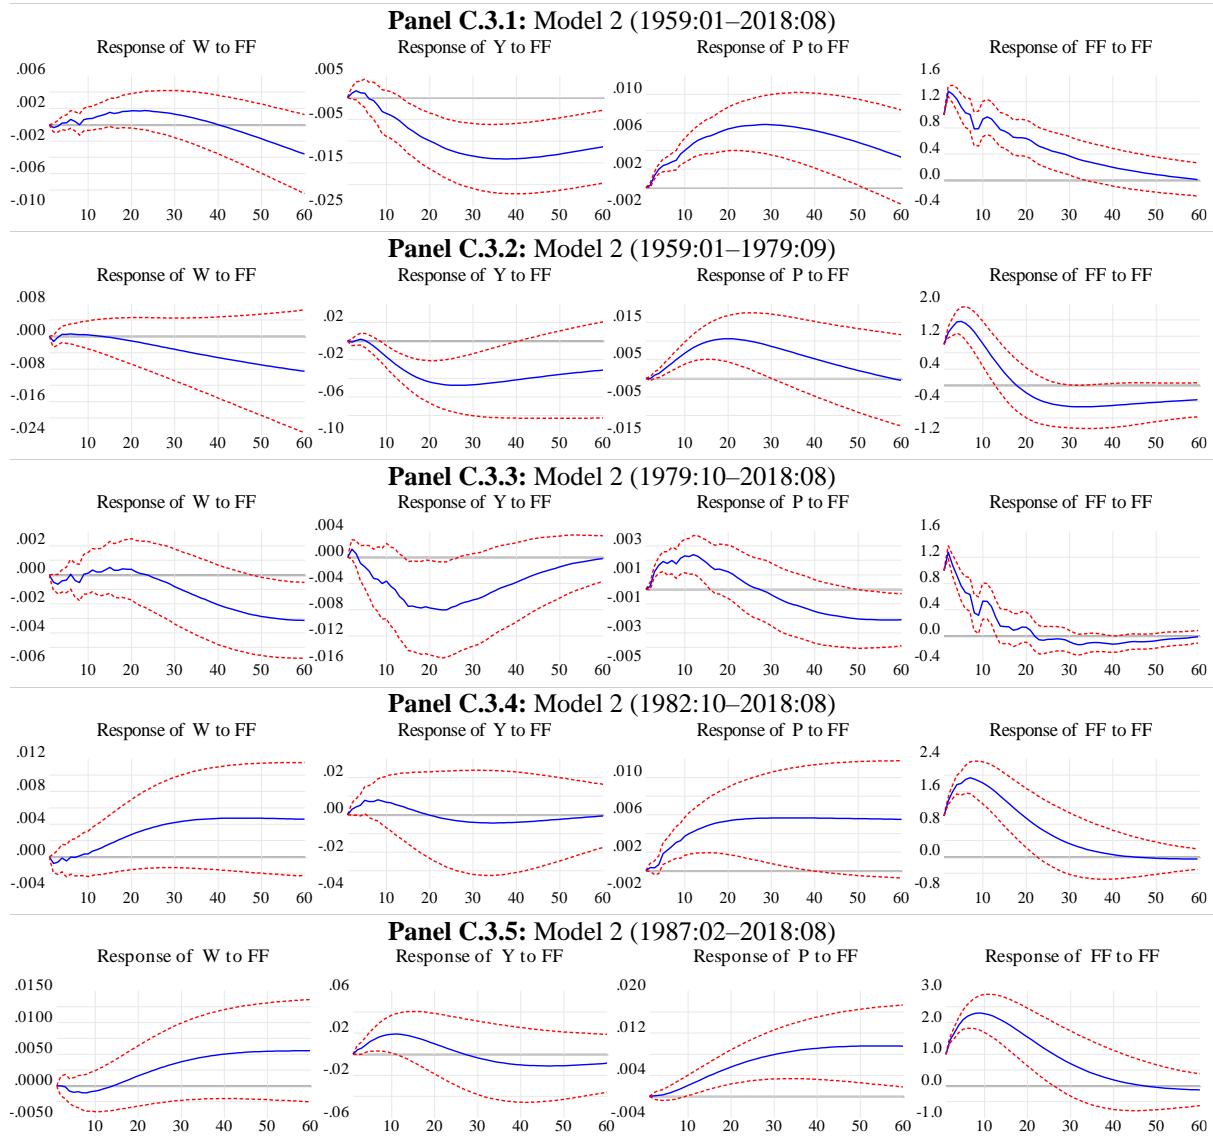 Panel C.3.1: Model 2 (1959:01–2018:08)
Response of W to FF Response of Y to FF Response of P to FF Response of FF to FF
.006 .002 -.002 -.006 -.010
.005 -.005 -.015 -.025
.010 .006 .002 -.002
1.6 1.2 0.8 0.4 0.0 -0.4
10 20 30 40 50 60 10 20 30 40 50 60 10 20 30 40 50 60 10 20 30 40 50 60
Panel C.3.2: Model 2 (1959:01–1979:09)
Response of W to FF Response of Y to FF Response of P to FF Response of FF to FF
.008 .000 -.008 -.016 -.024
.02 -.02 -.06 -.10
.015 .005 -.005 -.015
2.0 1.2 0.4 -0.4 -1.2
10 20 30 40 50 60 10 20 30 40 50 60 10 20 30 40 50 60 10 20 30 40 50 60
Panel C.3.3: Model 2 (1979:10–2018:08)
Response of W to FF Response of Y to FF Response of P to FF Response of FF to FF
.002 .000 -.002 -.004 -.006
.004 .000 -.004 -.008 -.012 -.016
.003 .001 -.001 -.003 -.005
1.6 1.2 0.8 0.4 0.0 -0.4
10 20 30 40 50 60 10 20 30 40 50 60 10 20 30 40 50 60 10 20 30 40 50 60
Panel C.3.4: Model 2 (1982:10–2018:08)
Response of W to FF Response of Y to FF Response of P to FF Response of FF to FF
.012 .008 .004 .000 -.004
.02 .00 -.02 -.04
.010 .006 .002 -.002
2.4 1.6 0.8 0.0 -0.8
10 20 30 40 50 60 10 20 30 40 50 60 10 20 30 40 50 60 10 20 30 40 50 60
Panel C.3.5: Model 2 (1987:02–2018:08)
Response of W to FF Response of Y to FF Response of P to FF Response of FF to FF
.0150 .0050 .0000 -.0050
.06 .02 -.02 -.06
.020 .012 .004 -.004
3.0 2.0 1.0 0.0 -1.0
10 20 30 40 50 60 10 20 30 40 50 60 10 20 30 40 50 60 10 20 30 40 50 60